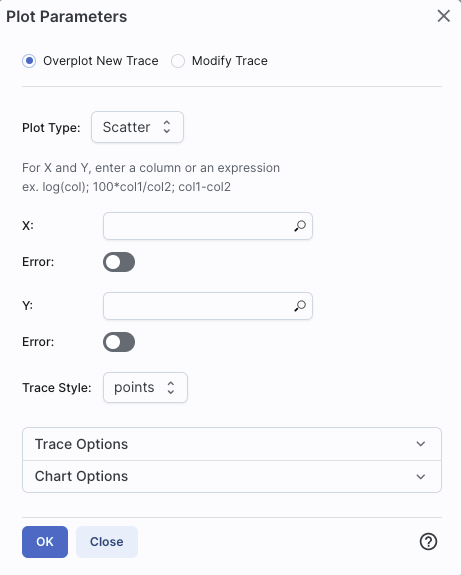 Plot Parameters
Overplot New Trace Modify Trace
Plot Type: Scatter
For X and Y, enter a column or an expression
ex. log(col); 100*col1/col2; col1-col2
X:
Error:
Y:
Error:
Trace Style: points
Trace Options
Chart Options
OK Close